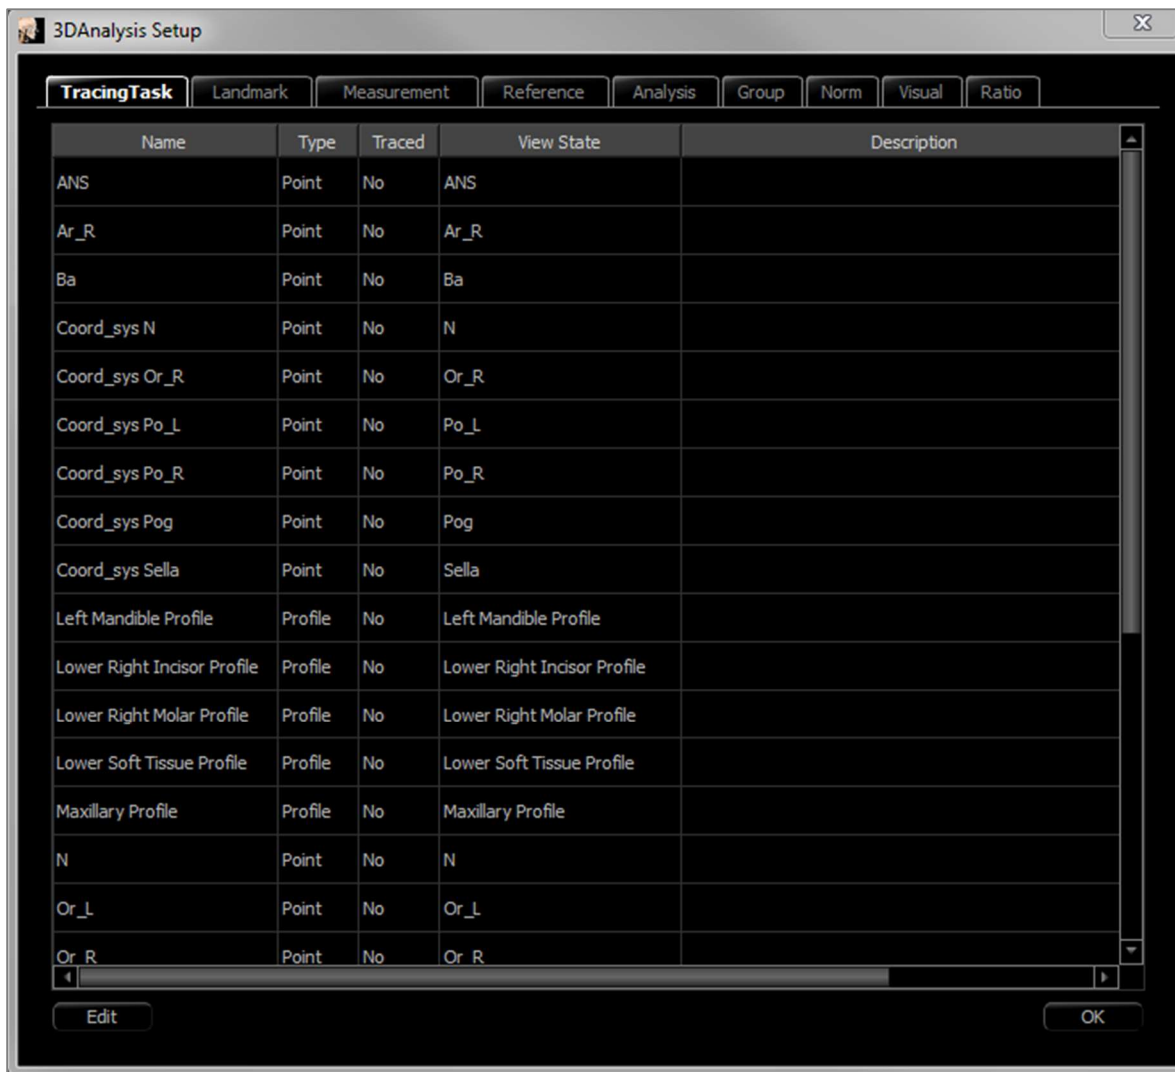 3DAnalysis Setup
TracingTask Landmark Measurement Reference Analysis Group Norm Visual Ratio
Name Type Traced View State Description
ANS Point No ANS
Ar_R Point No Ar_R
Ba Point No Ba
Coord_sys N Point No N
Coord_sys Or_R Point No Or_R
Coord_sys Po_L Point No Po_L
Coord_sys Po_R Point No Po_R
Coord_sys Pog Point No Pog
Coord_sys Sella Point No Sella
Left Mandible Profile Profile No Left Mandible Profile
Lower Right Incisor Profile Profile No Lower Right Incisor Profile
Lower Right Molar Profile Profile No Lower Right Molar Profile
Lower Soft Tissue Profile Profile No Lower Soft Tissue Profile
Maxillary Profile Profile No Maxillary Profile
N Point No N
Or_L Point No Or_L
Or_R Point No Or_R
Edit OK